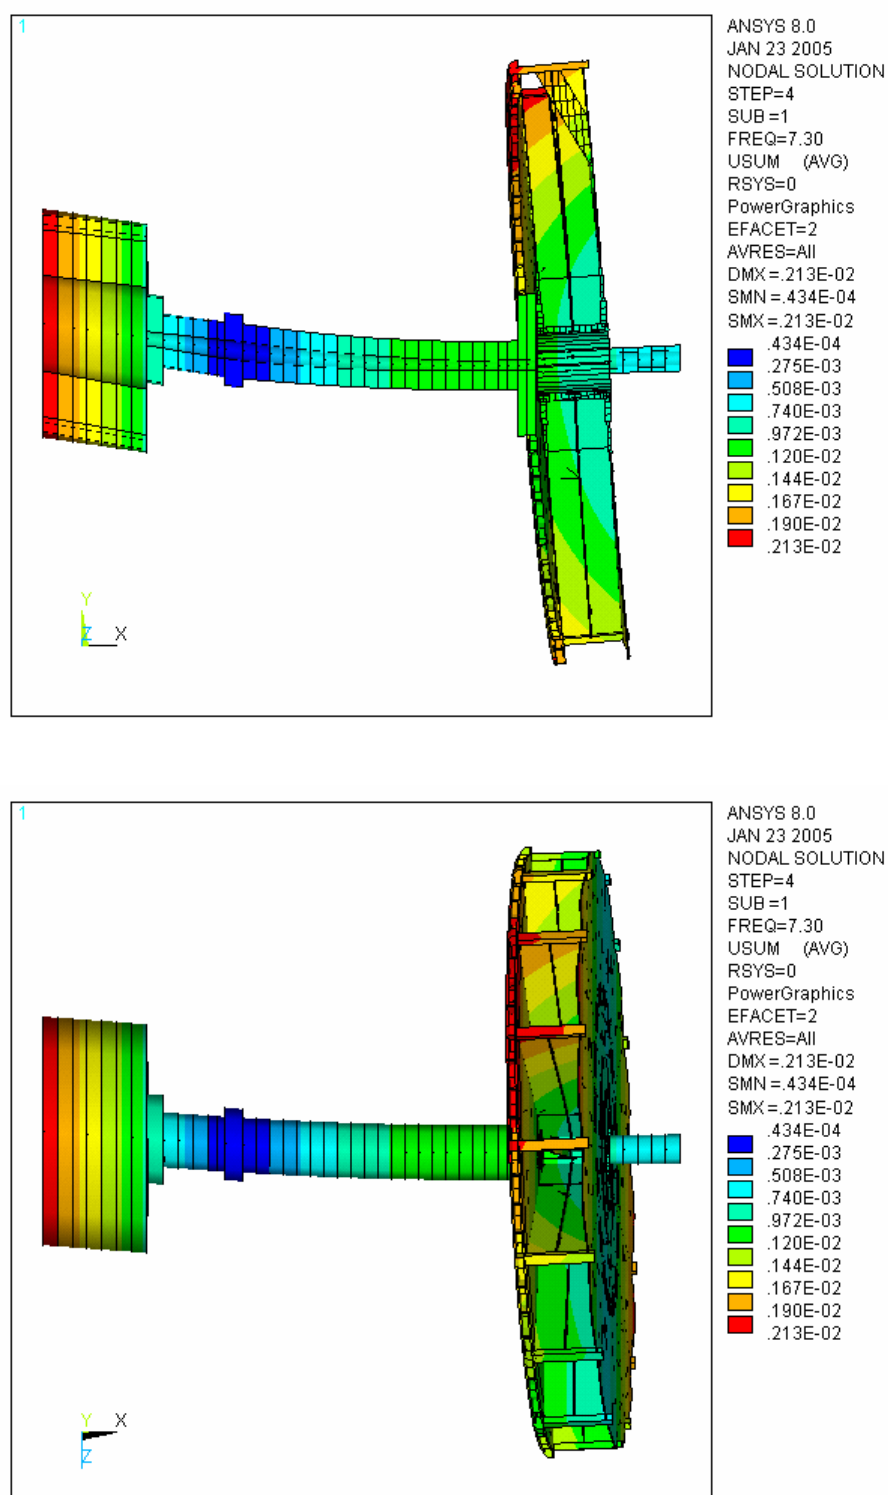 1
ANSYS 8.0
JAN 23 2005
NODAL SOLUTION
STEP=4
SUB =1
FREQ=7.30
USUM (AVG)
RSYS=0
PowerGraphics
EFACET=2
AVRES=All
DMX =.213E-02
SMN =.434E-04
SMX =.213E-02
.434E-04
.275E-03
.508E-03
.740E-03
.972E-03
.120E-02
.144E-02
.167E-02
.190E-02
.213E-02
Y
Z X
1
ANSYS 8.0
JAN 23 2005
NODAL SOLUTION
STEP=4
SUB =1
FREQ=7.30
USUM (AVG)
RSYS=0
PowerGraphics
EFACET=2
AVRES=All
DMX =.213E-02
SMN =.434E-04
SMX =.213E-02
.434E-04
.275E-03
.508E-03
.740E-03
.972E-03
.120E-02
.144E-02
.167E-02
.190E-02
.213E-02
Y X
Z